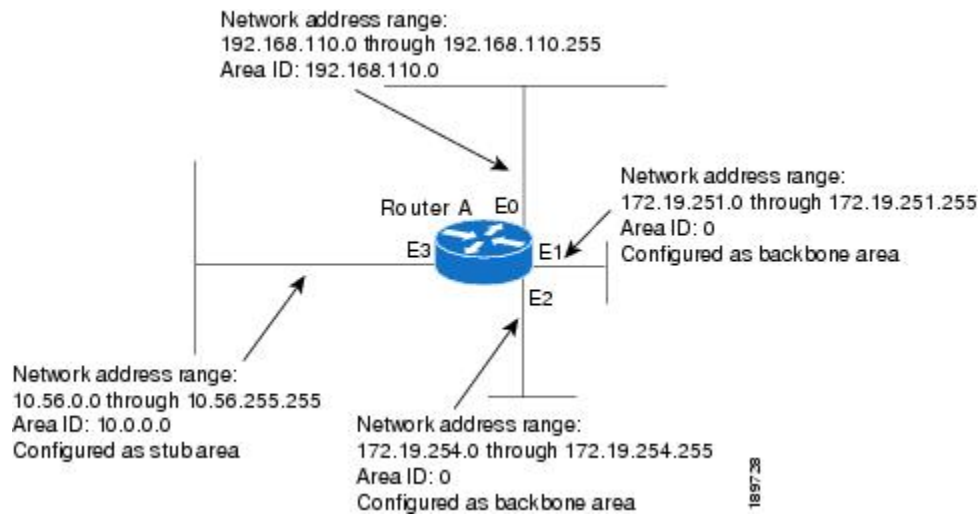 Network address range:
192.168.110.0 through 192.168.110.255
Area ID: 192.168.110.0
Network address range:
172.19.251.0 through 172.19.251.255
Area ID: 0
Configured as backbone area
Router A
E0
E3
E1
E2
Network address range:
10.56.0.0 through 10.56.255.255
Area ID: 10.0.0.0
Configured as stub area
Network address range:
172.19.254.0 through 172.19.254.255
Area ID: 0
Configured as backbone area
189728